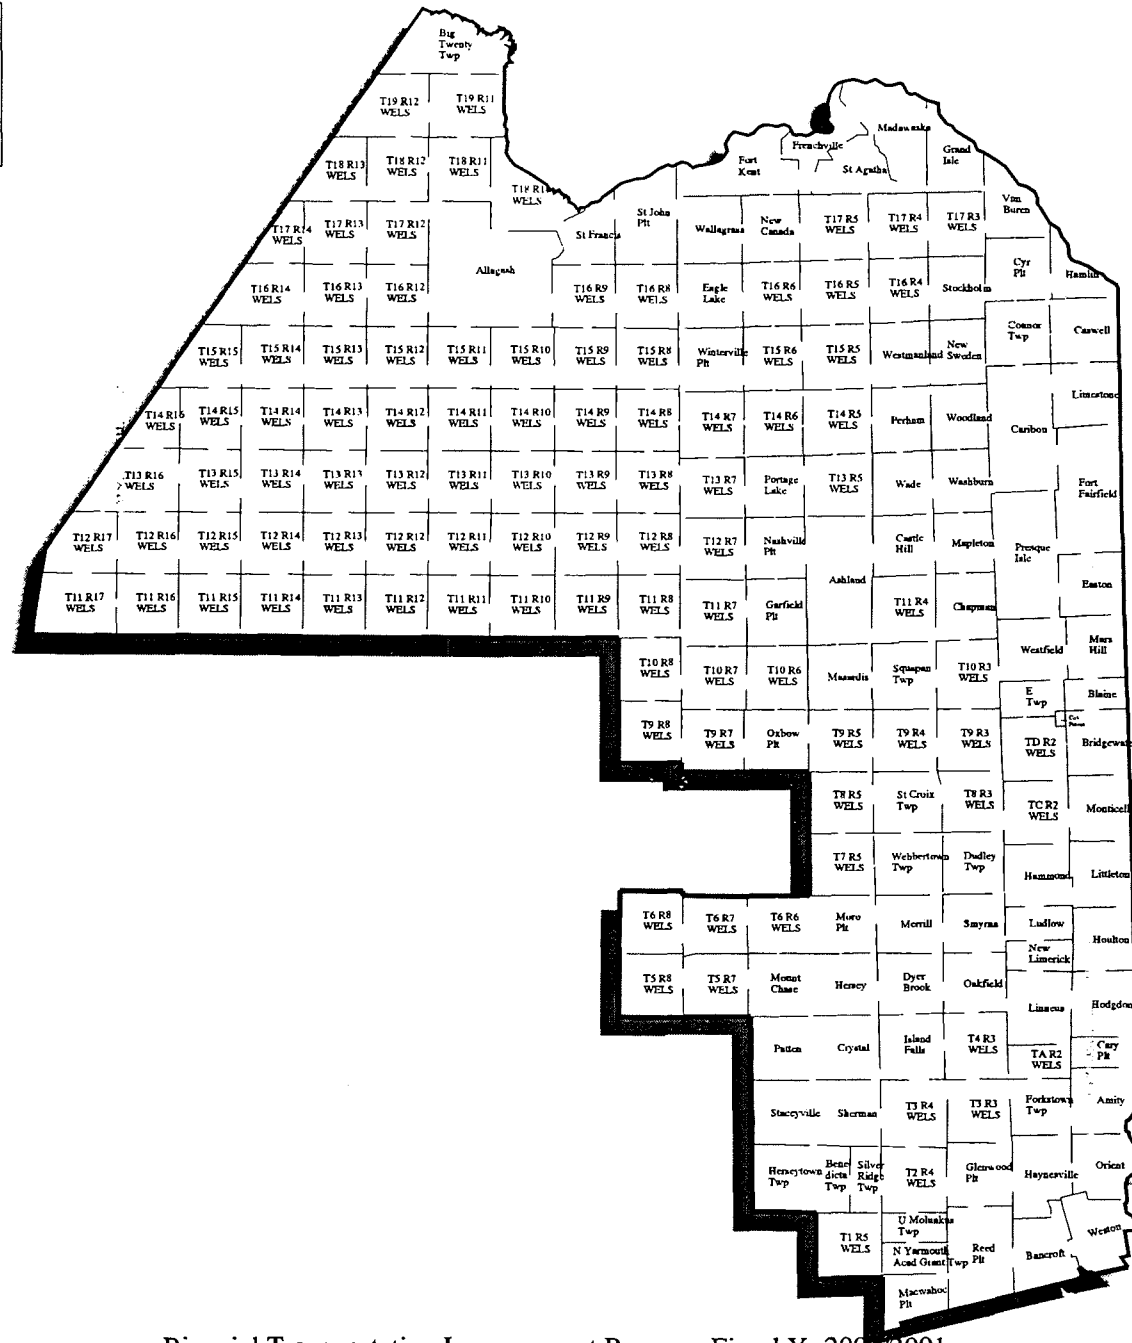 Big
Twenty
Twp
T19 R12
WELS
T19 R11
WELS
Madawaska
Frenchville
Grand
Isle
Fort
Kent
St Agatha
T18 R13
WELS
T18 R12
WELS
T18 R11
WELS
WELS
Van
Buren
St John
Plt
T17 R14
WELS
T17 R13
WELS
T17 R12
WELS
St Francis
Wallagrass
New
Canada
T17 R5
WELS
T17 R4
WELS
T17 R3
WELS
Allagash
Cyr
Plt
Hamlin
T16 R14
WELS
T16 R13
WELS
T16 R12
WELS
T16 R9
WELS
T16 R8
WELS
Eagle
Lake
T16 R6
WELS
T16 R5
WELS
T16 R4
WELS
Stockholm
Connor
Twp
Caswell
T15 R15
WELS
T15 R14
WELS
T15 R13
WELS
T15 R12
WELS
T15 R11
WELS
T15 R10
WELS
T15 R9
WELS
T15 R8
WELS
Winterville
Plt
T15 R6
WELS
T15 R5
WELS
Westmanland
New
Sweden
Limestone
T14 R16
WELS
T14 R15
WELS
T14 R14
WELS
T14 R13
WELS
T14 R12
WELS
T14 R11
WELS
T14 R10
WELS
T14 R9
WELS
T14 R8
WELS
T14 R7
WELS
T14 R6
WELS
T14 R5
WELS
Perham
Woodland
Caribou
T13 R16
WELS
T13 R15
WELS
T13 R14
WELS
T13 R13
WELS
T13 R12
WELS
T13 R11
WELS
T13 R10
WELS
T13 R9
WELS
T13 R8
WELS
T13 R7
WELS
Portage
Lake
T13 R5
WELS
Wade
Washburn
Fort
Fairfield
T12 R17
WELS
T12 R16
WELS
T12 R15
WELS
T12 R14
WELS
T12 R13
WELS
T12 R12
WELS
T12 R11
WELS
T12 R10
WELS
T12 R9
WELS
T12 R8
WELS
T12 R7
WELS
Nashville
Plt
Castle
Hill
Mapleton
Presque
Isle
Ashland
Easton
T11 R17
WELS
T11 R16
WELS
T11 R15
WELS
T11 R14
WELS
T11 R13
WELS
T11 R12
WELS
T11 R11
WELS
T11 R10
WELS
T11 R9
WELS
T11 R8
WELS
T11 R7
WELS
Garfield
Plt
T11 R4
WELS
Chapman
Westfield
Mars
Hill
T10 R8
WELS
T10 R7
WELS
T10 R6
WELS
Masardis
Squapan
Twp
T10 R3
WELS
E
Twp
Blaine
T9 R8
WELS
T9 R7
WELS
Oxbow
Plt
T9 R5
WELS
T9 R4
WELS
T9 R3
WELS
TD R2
WELS
Bridgewate
T8 R5
WELS
St Croix
Twp
T8 R3
WELS
TC R2
WELS
Monticell
T7 R5
WELS
Webbertown
Twp
Dudley
Twp
Hammond
Littleton
T6 R8
WELS
T6 R7
WELS
T6 R6
WELS
Moro
Plt
Merrill
Smyrna
Ludlow
New
Limerick
Houlton
T5 R8
WELS
T5 R7
WELS
Mount
Chase
Hersey
Dyer
Brook
Oakfield
Linneus
Hodgdon
Patten
Crystal
Island
Falls
T4 R3
WELS
TA R2
WELS
Cary
Plt
Staceyville
Sherman
T3 R4
WELS
T3 R3
WELS
Forkstown
Twp
Amity
Herseytown
Twp
Bene
dicta
Twp
Silver
Ridge
Twp
T2 R4
WELS
Glenwood
Plt
Haynesville
Orient
T1 R5
WELS
U Molunkus
Twp
N Yarmouth
Acad Grant Twp
Reed
Plt
Bancroft
Weston
Macwahoc
Plt